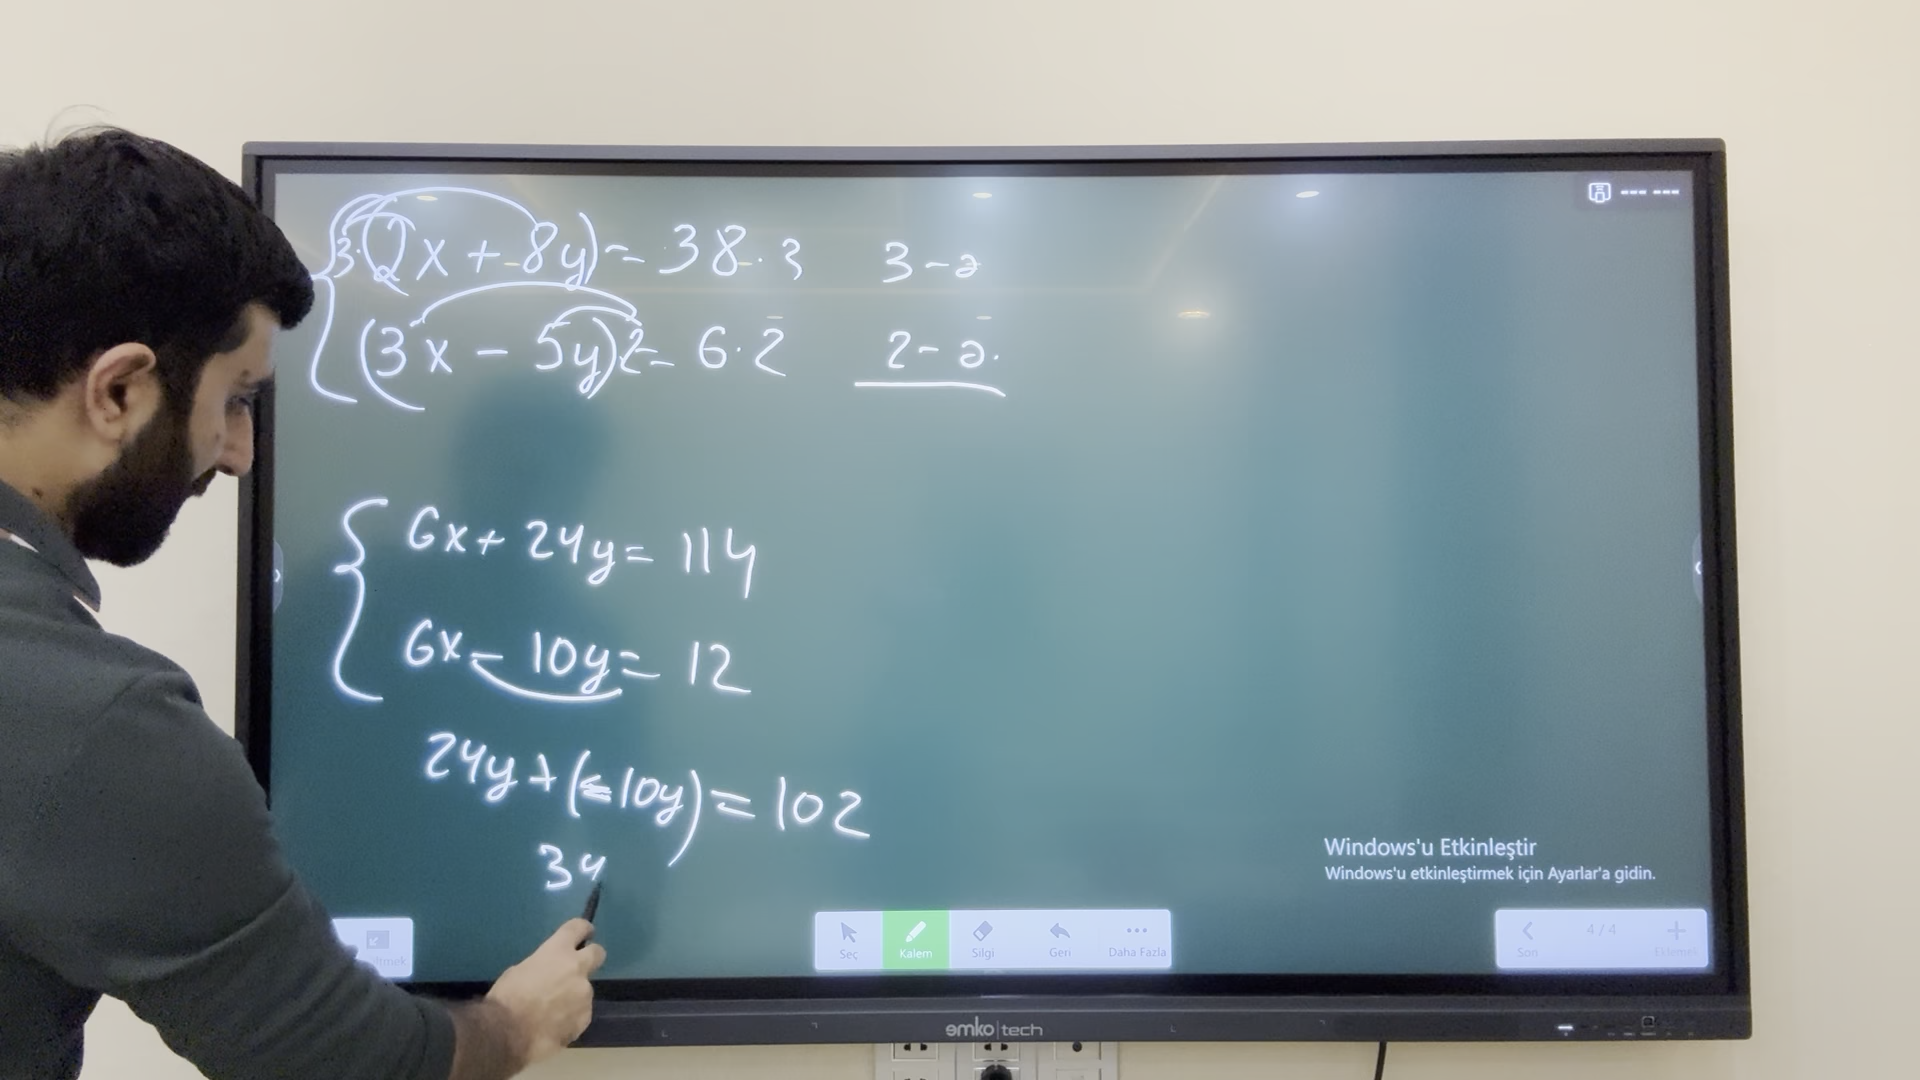 3·(2x + 8y) = 38·3 3-ə
(3x - 5y)2 = 6·2 2-ə.
6x + 24y = 114
6x - 10y = 12
24y + (-10y) = 102
34
Windows'u Etkinleştir
Windows'u etkinleştirmek için Ayarlar'a gidin.
Seç Kalem Silgi Geri Daha Fazla
4 / 4
Son Eklemek
emko|tech